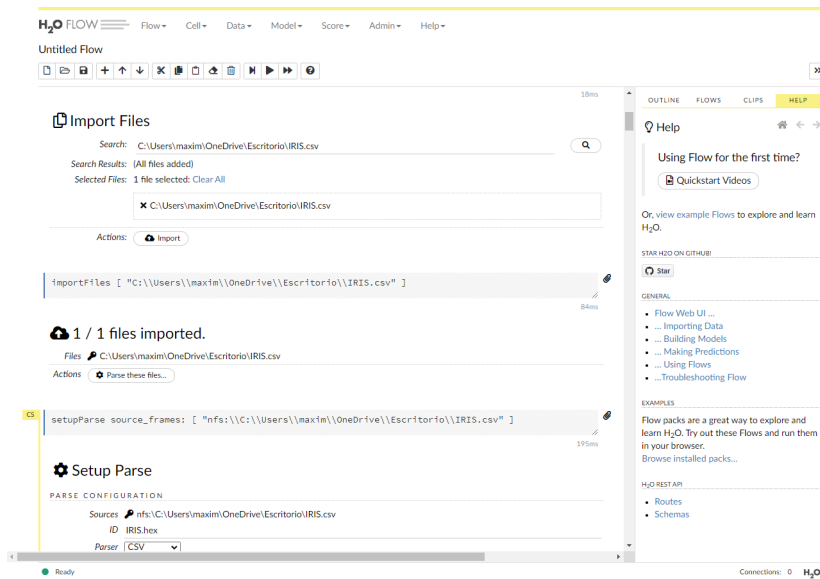 H2O FLOW Flow Cell Data Model Score Admin Help
Untitled Flow
18ms
Import Files
Search: C:\Users\maxim\OneDrive\Escritorio\IRIS.csv
Search Results: (All files added)
Selected Files: 1 file selected: Clear All
C:\Users\maxim\OneDrive\Escritorio\IRIS.csv
Actions: Import
importFiles [ "C:\\Users\\maxim\\OneDrive\\Escritorio\\IRIS.csv" ]
84ms
1 / 1 files imported.
Files C:\Users\maxim\OneDrive\Escritorio\IRIS.csv
Actions Parse these files...
CS
setupParse source_frames: [ "nfs:\\C:\\Users\\maxim\\OneDrive\\Escritorio\\IRIS.csv" ]
195ms
Setup Parse
PARSE CONFIGURATION
Sources nfs:\C:\Users\maxim\OneDrive\Escritorio\IRIS.csv
ID IRIS.hex
Parser CSV
OUTLINE FLOWS CLIPS HELP
Help
Using Flow for the first time?
Quickstart Videos
Or, view example Flows to explore and learn
H2O.
STAR H2O ON GITHUB!
Star
GENERAL
Flow Web UI ...
... Importing Data
... Building Models
... Making Predictions
... Using Flows
...Troubleshooting Flow
EXAMPLES
Flow packs are a great way to explore and
learn H2O. Try out these Flows and run them
in your browser.
Browse installed packs...
H2O REST API
Routes
Schemas
Ready
Connections: 0 H2O